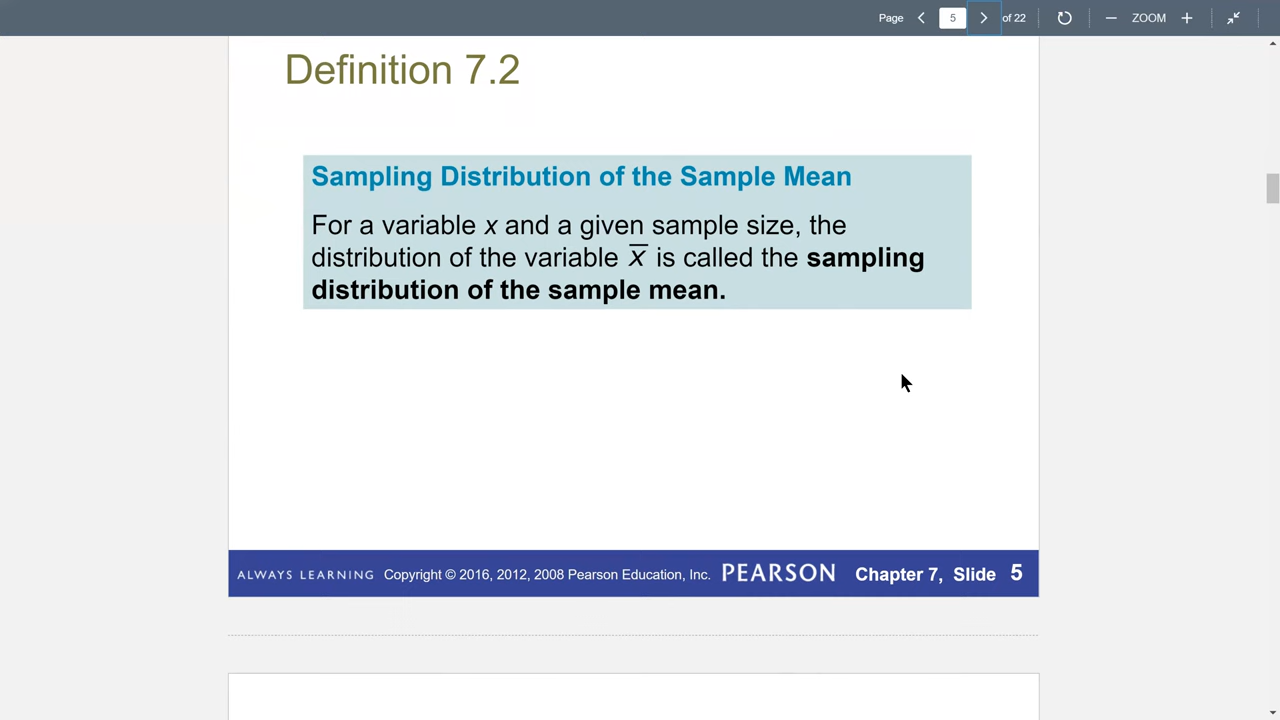 Page 5 of 22 ZOOM
Definition 7.2
Sampling Distribution of the Sample Mean
For a variable x and a given sample size, the
distribution of the variable x̅ is called the sampling
distribution of the sample mean.
ALWAYS LEARNING Copyright © 2016, 2012, 2008 Pearson Education, Inc. PEARSON Chapter 7, Slide 5